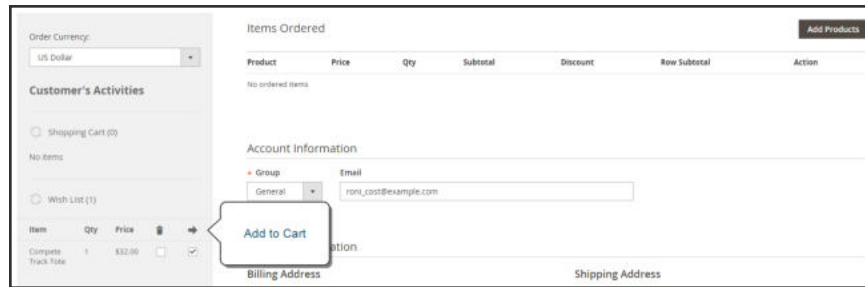 Order Currency:
US Dollar
Customer's Activities
Shopping Cart (0)
No items
Wish List (1)
Item Qty Price
Compete 1 $32.00
Track Tote
Items Ordered
Add Products
Product Price Qty Subtotal Discount Row Subtotal Action
No ordered items
Account Information
* Group Email
General roni_cost@example.com
Add to Cart
ation
Billing Address Shipping Address